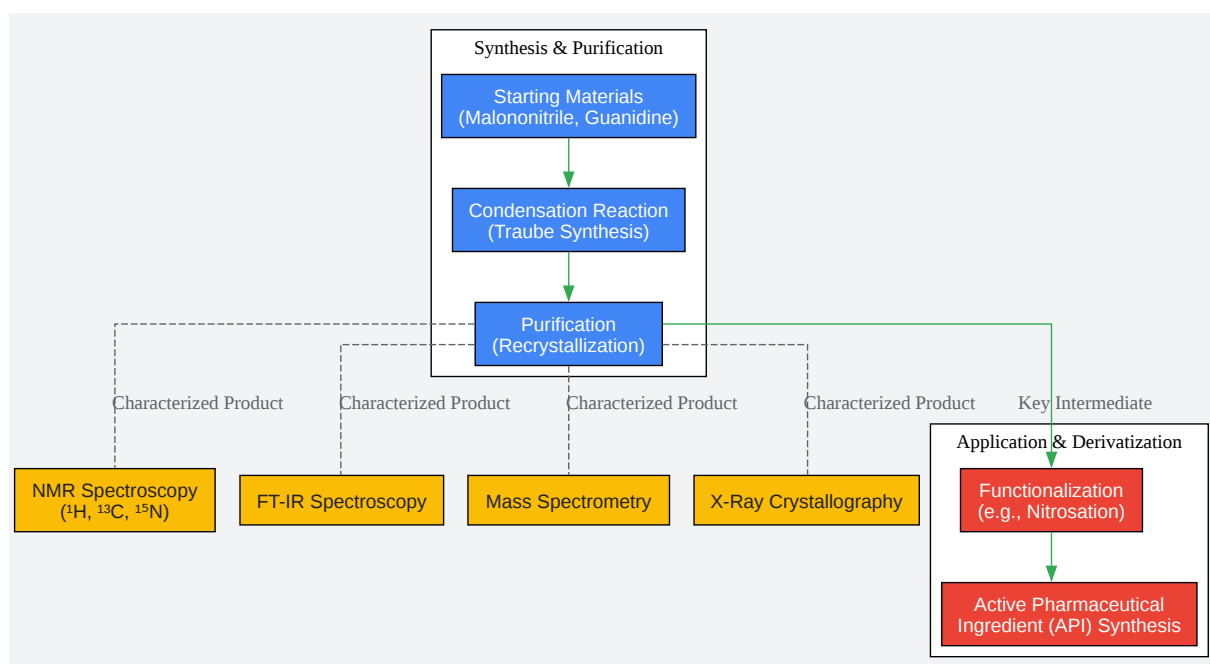 Synthesis & Purification
Starting Materials
(Malononitrile, Guanidine)
Condensation Reaction
(Traube Synthesis)
Purification
(Recrystallization)
Characterized Product
Characterized Product
Characterized Product
Characterized Product
Key Intermediate
NMR Spectroscopy
(¹H, ¹³C, ¹⁵N)
FT-IR Spectroscopy
Mass Spectrometry
X-Ray Crystallography
Application & Derivatization
Functionalization
(e.g., Nitrosation)
Active Pharmaceutical
Ingredient (API) Synthesis